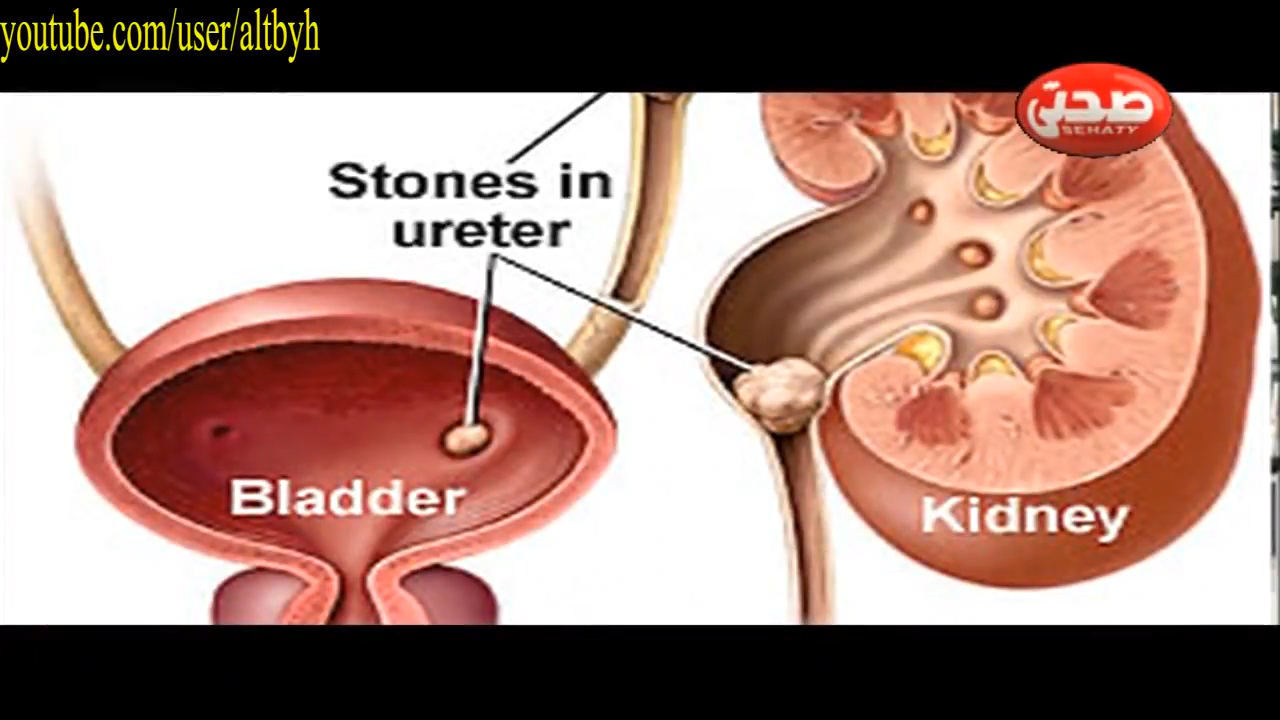 youtube.com/user/altbyh
صحتي
SEHATY
Stones in
ureter
Bladder
Kidney